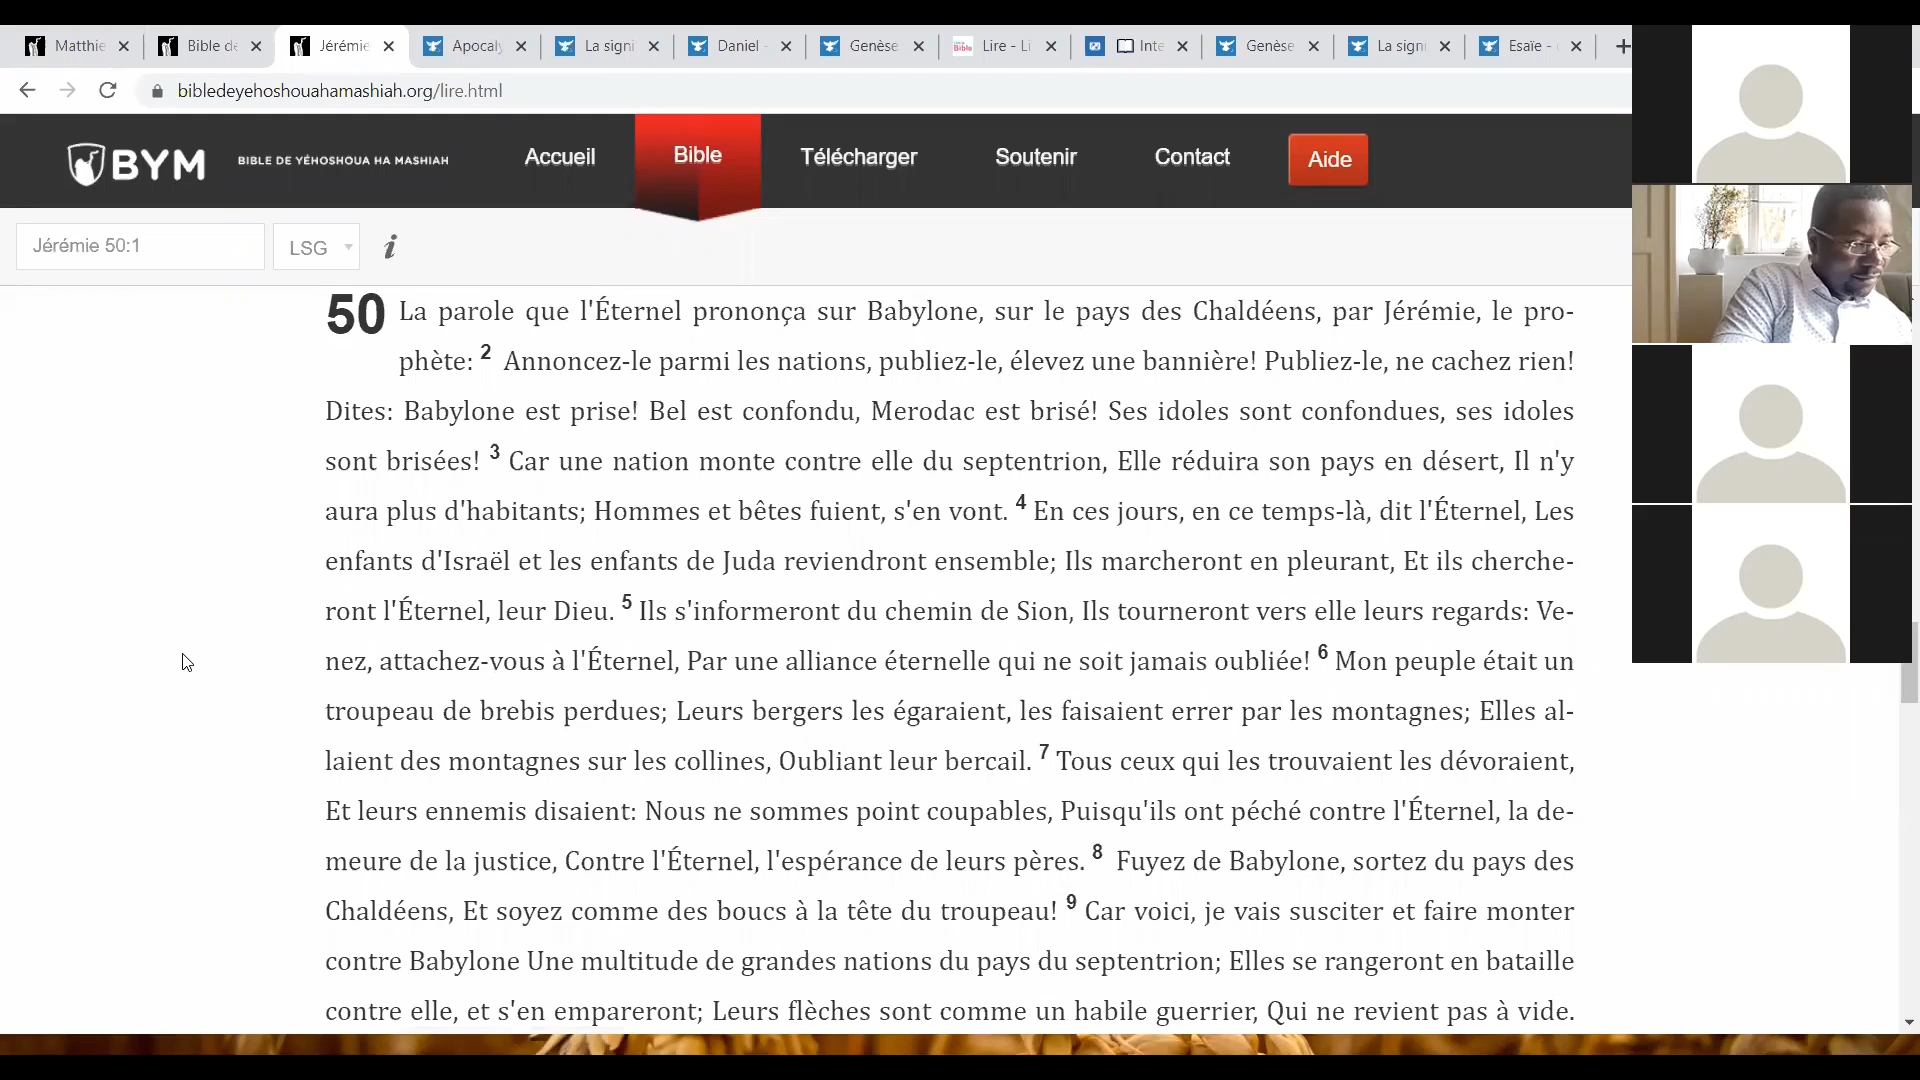 Matthie
Bible de
Jérémie
Apocaly
La signi
Daniel -
Genèse
Lire - Li
Inte
Genèse
La signi
Esaïe -
bibledeyehoshouahamashiah.org/lire.html
BYM
BIBLE DE YÉHOSHOUA HA MASHIAH
Accueil
Bible
Télécharger
Soutenir
Contact
Aide
Jérémie 50:1
LSG
i
50 La parole que l'Éternel prononça sur Babylone, sur le pays des Chaldéens, par Jérémie, le pro-
phète: 2 Annoncez-le parmi les nations, publiez-le, élevez une bannière! Publiez-le, ne cachez rien!
Dites: Babylone est prise! Bel est confondu, Merodac est brisé! Ses idoles sont confondues, ses idoles
sont brisées! 3 Car une nation monte contre elle du septentrion, Elle réduira son pays en désert, Il n'y
aura plus d'habitants; Hommes et bêtes fuient, s'en vont. 4 En ces jours, en ce temps-là, dit l'Éternel, Les
enfants d'Israël et les enfants de Juda reviendront ensemble; Ils marcheront en pleurant, Et ils cherche-
ront l'Éternel, leur Dieu. 5 Ils s'informeront du chemin de Sion, Ils tourneront vers elle leurs regards: Ve-
nez, attachez-vous à l'Éternel, Par une alliance éternelle qui ne soit jamais oubliée! 6 Mon peuple était un
troupeau de brebis perdues; Leurs bergers les égaraient, les faisaient errer par les montagnes; Elles al-
laient des montagnes sur les collines, Oubliant leur bercail. 7 Tous ceux qui les trouvaient les dévoraient,
Et leurs ennemis disaient: Nous ne sommes point coupables, Puisqu'ils ont péché contre l'Éternel, la de-
meure de la justice, Contre l'Éternel, l'espérance de leurs pères. 8 Fuyez de Babylone, sortez du pays des
Chaldéens, Et soyez comme des boucs à la tête du troupeau! 9 Car voici, je vais susciter et faire monter
contre Babylone Une multitude de grandes nations du pays du septentrion; Elles se rangeront en bataille
contre elle, et s'en empareront; Leurs flèches sont comme un habile guerrier, Qui ne revient pas à vide.